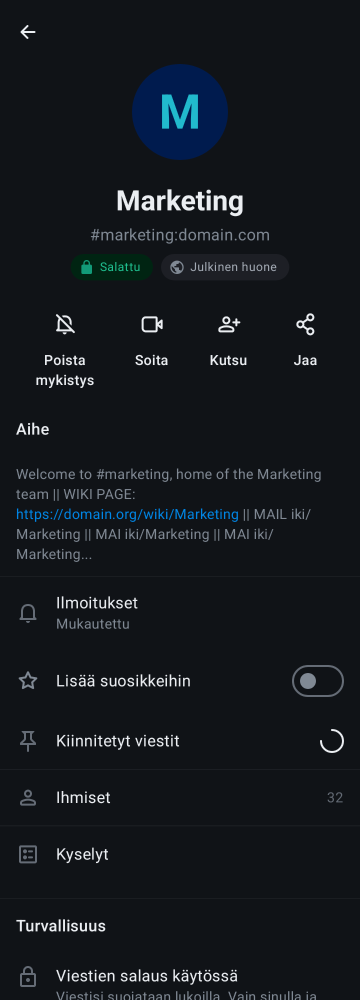 M
Marketing
#marketing:domain.com
Salattu
Julkinen huone
Poista
mykistys
Soita
Kutsu
Jaa
Aihe
Welcome to #marketing, home of the Marketing
team || WIKI PAGE:
https://domain.org/wiki/Marketing || MAIL iki/
Marketing || MAI iki/Marketing || MAI iki/
Marketing...
Ilmoitukset
Mukautettu
Lisää suosikkeihin
Kiinnitetyt viestit
Ihmiset
32
Kyselyt
Turvallisuus
Viestien salaus käytössä
Viestisi suojataan lukoilla. Vain sinulla ja